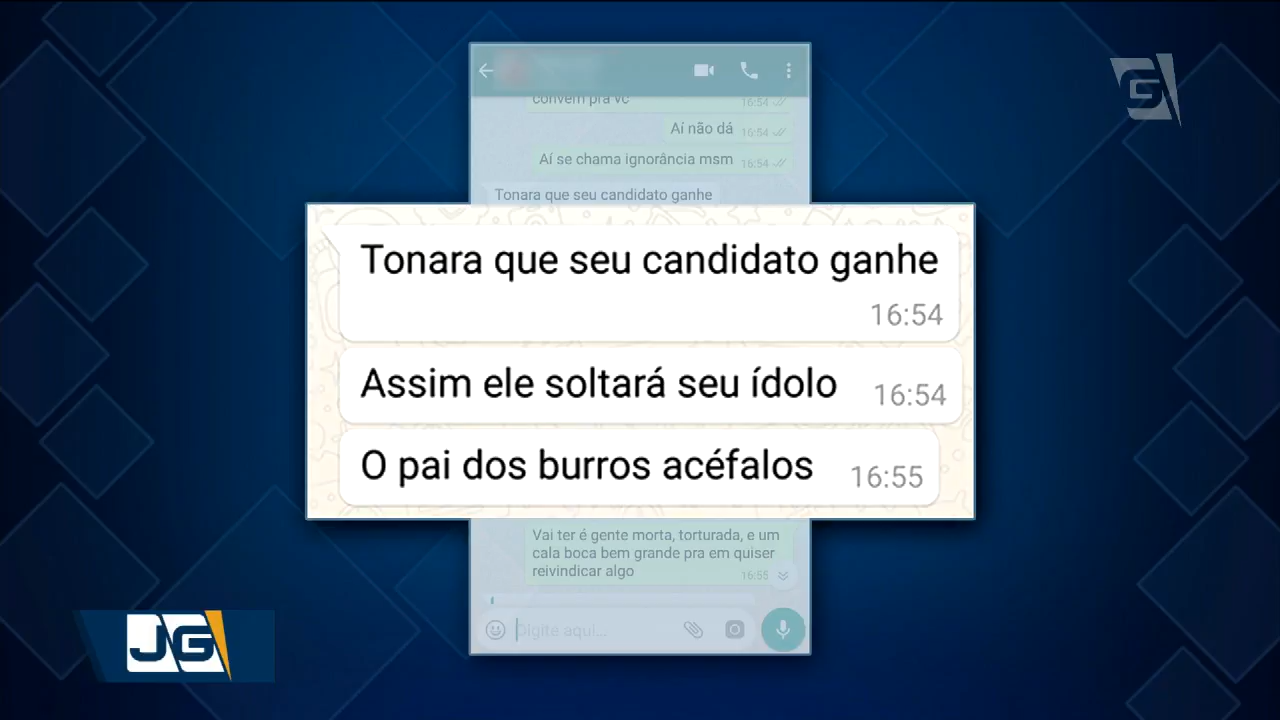 convém pra vc 16:54
Aí não dá 16:54
Aí se chama ignorância msm 16:54
Tonara que seu candidato ganhe
Tonara que seu candidato ganhe
16:54
Assim ele soltará seu ídolo 16:54
O pai dos burros acéfalos 16:55
Vai ter é gente morta, torturada, e um
cala boca bem grande pra em quiser
reivindicar algo 16:55
Digite aqui...
JG
G